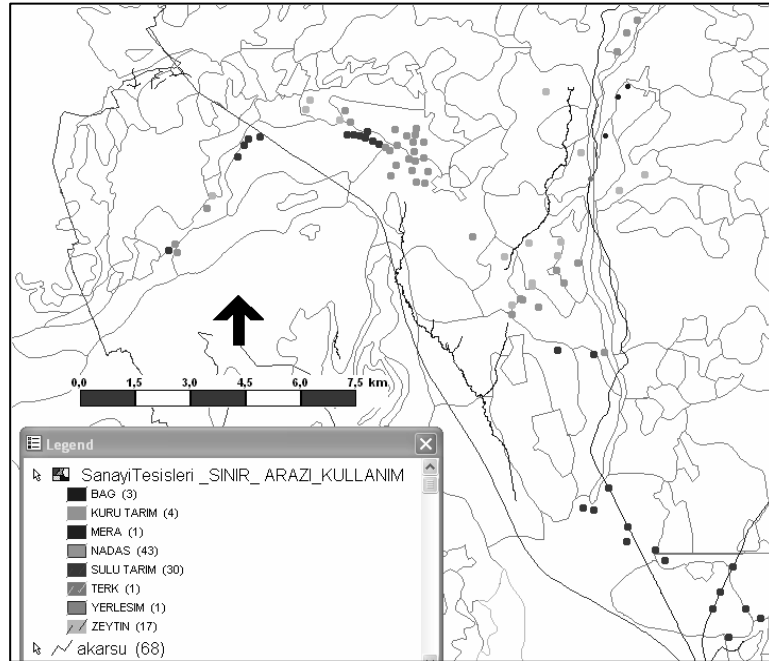 0,0 1,5 3,0 4,5 6,0 7,5 km
Legend
SanayiTesisleri _SINIR_ ARAZI_KULLANIM
BAG (3)
KURU TARIM (4)
MERA (1)
NADAS (43)
SULU TARIM (30)
TERK (1)
YERLESIM (1)
ZEYTIN (17)
akarsu (68)